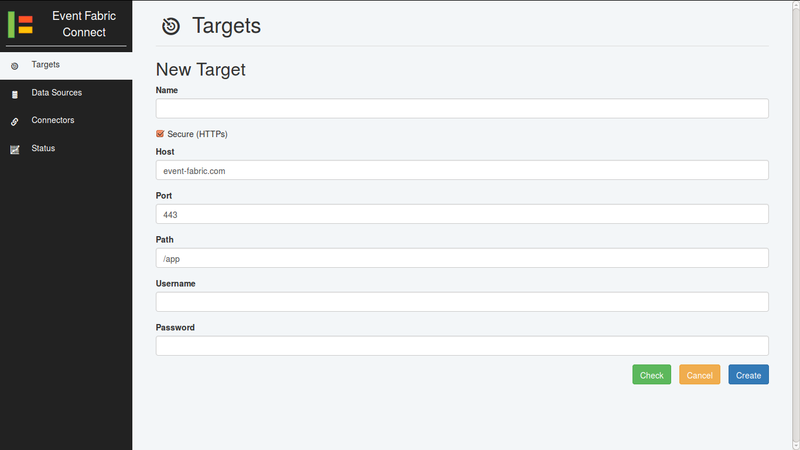 Event Fabric
Connect
Targets
Data Sources
Connectors
Status
Targets
New Target
Name
Secure (HTTPs)
Host
event-fabric.com
Port
443
Path
/app
Username
Password
Check
Cancel
Create